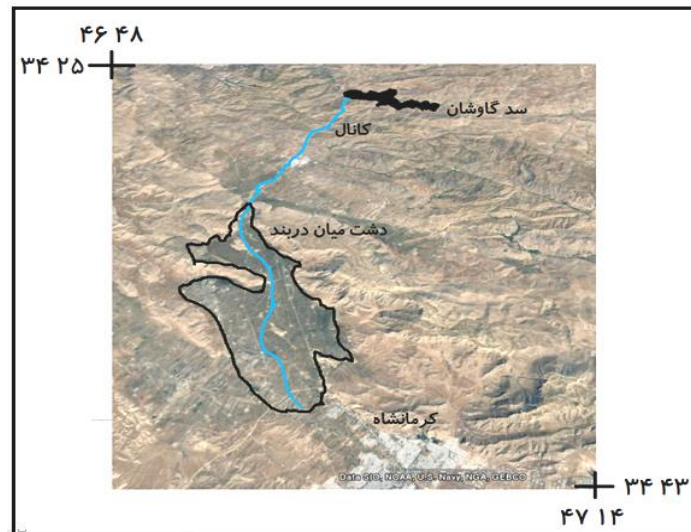 ۴۶ ۴۸
۳۴ ۲۵
سد گاوشان
کانال
دشت میان دربند
کرمانشاه
Data SIO, NOAA, U.S. Navy, NGA, GEBCO
۳۴ ۴۳
۴۷ ۱۴